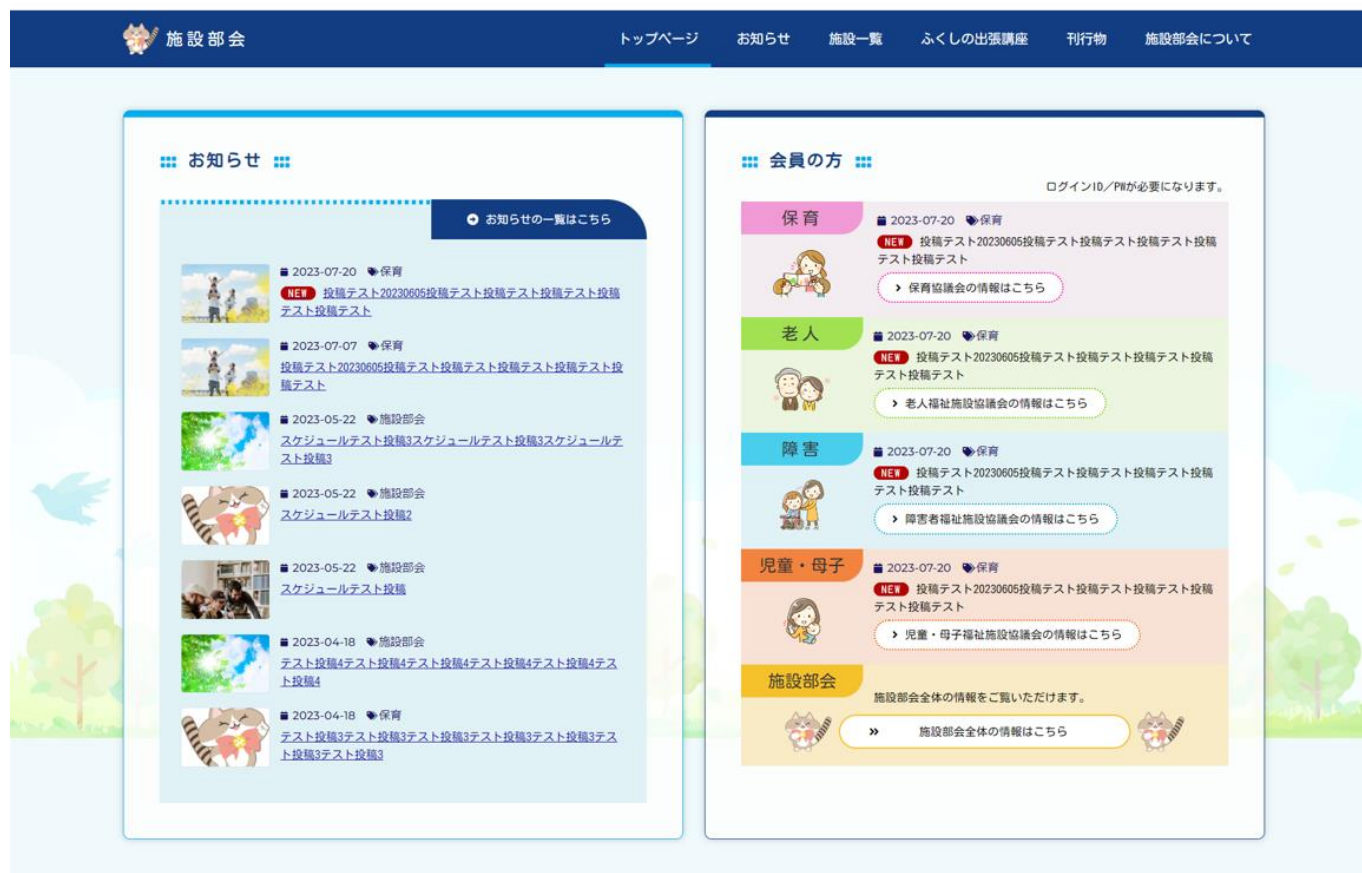 施設部会
トップページ
お知らせ
施設一覧
ふくしの出張講座
刊行物
施設部会について
お知らせ
お知らせの一覧はこちら
2023-07-20 保育
NEW 投稿テスト20230605投稿テスト投稿テスト投稿テスト投稿
テスト投稿テスト
2023-07-07 保育
投稿テスト20230605投稿テスト投稿テスト投稿テスト投稿テスト投
稿テスト
2023-05-22 施設部会
スケジュールテスト投稿3スケジュールテスト投稿3スケジュールテ
スト投稿3
2023-05-22 施設部会
スケジュールテスト投稿2
2023-05-22 施設部会
スケジュールテスト投稿
2023-04-18 施設部会
テスト投稿4テスト投稿4テスト投稿4テスト投稿4テスト投稿4テス
ト投稿4
2023-04-18 保育
テスト投稿3テスト投稿3テスト投稿3テスト投稿3テスト投稿3テス
ト投稿3テスト投稿3
会員の方
ログインID／PWが必要になります。
保育
2023-07-20 保育
NEW 投稿テスト20230605投稿テスト投稿テスト投稿テスト投稿
テスト投稿テスト
保育協議会の情報はこちら
老人
2023-07-20 保育
NEW 投稿テスト20230605投稿テスト投稿テスト投稿テスト投稿
テスト投稿テスト
老人福祉施設協議会の情報はこちら
障害
2023-07-20 保育
NEW 投稿テスト20230605投稿テスト投稿テスト投稿テスト投稿
テスト投稿テスト
障害者福祉施設協議会の情報はこちら
児童・母子
2023-07-20 保育
NEW 投稿テスト20230605投稿テスト投稿テスト投稿テスト投稿
テスト投稿テスト
児童・母子福祉施設協議会の情報はこちら
施設部会
施設部会全体の情報をご覧いただけます。
施設部会全体の情報はこちら